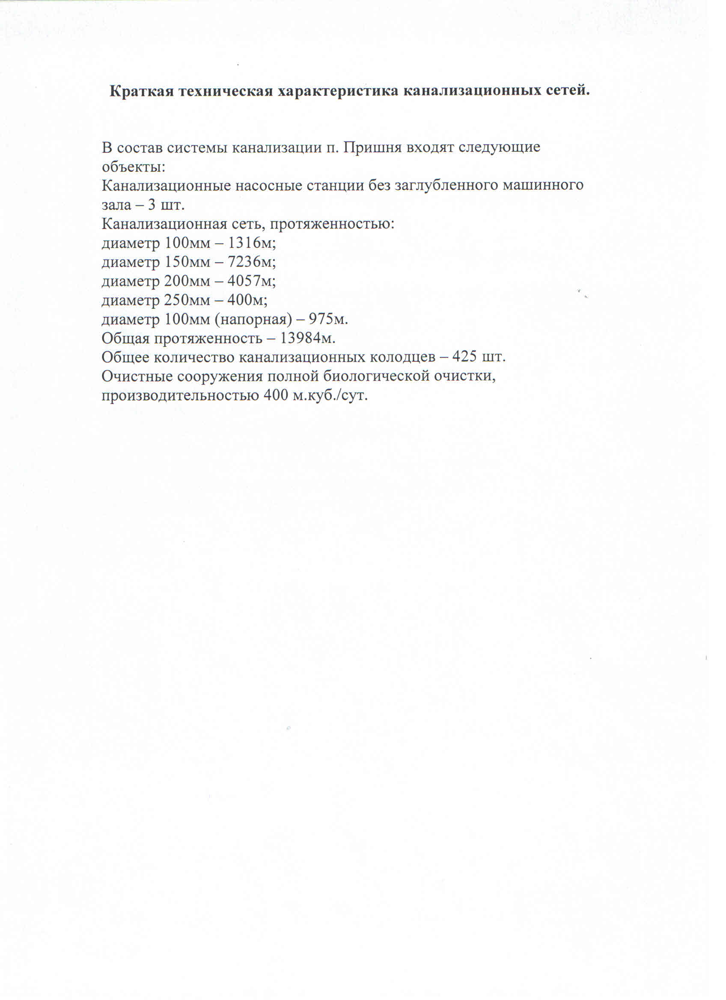 Краткая техническая характеристика канализационных сетей.
В состав системы канализации п. Пришня входят следующие
объекты:
Канализационные насосные станции без заглубленного машинного
зала – 3 шт.
Канализационная сеть, протяженностью:
диаметр 100мм – 1316м;
диаметр 150мм – 7236м;
диаметр 200мм – 4057м;
диаметр 250мм – 400м;
диаметр 100мм (напорная) – 975м.
Общая протяженность – 13984м.
Общее количество канализационных колодцев – 425 шт.
Очистные сооружения полной биологической очистки,
производительностью 400 м.куб./сут.